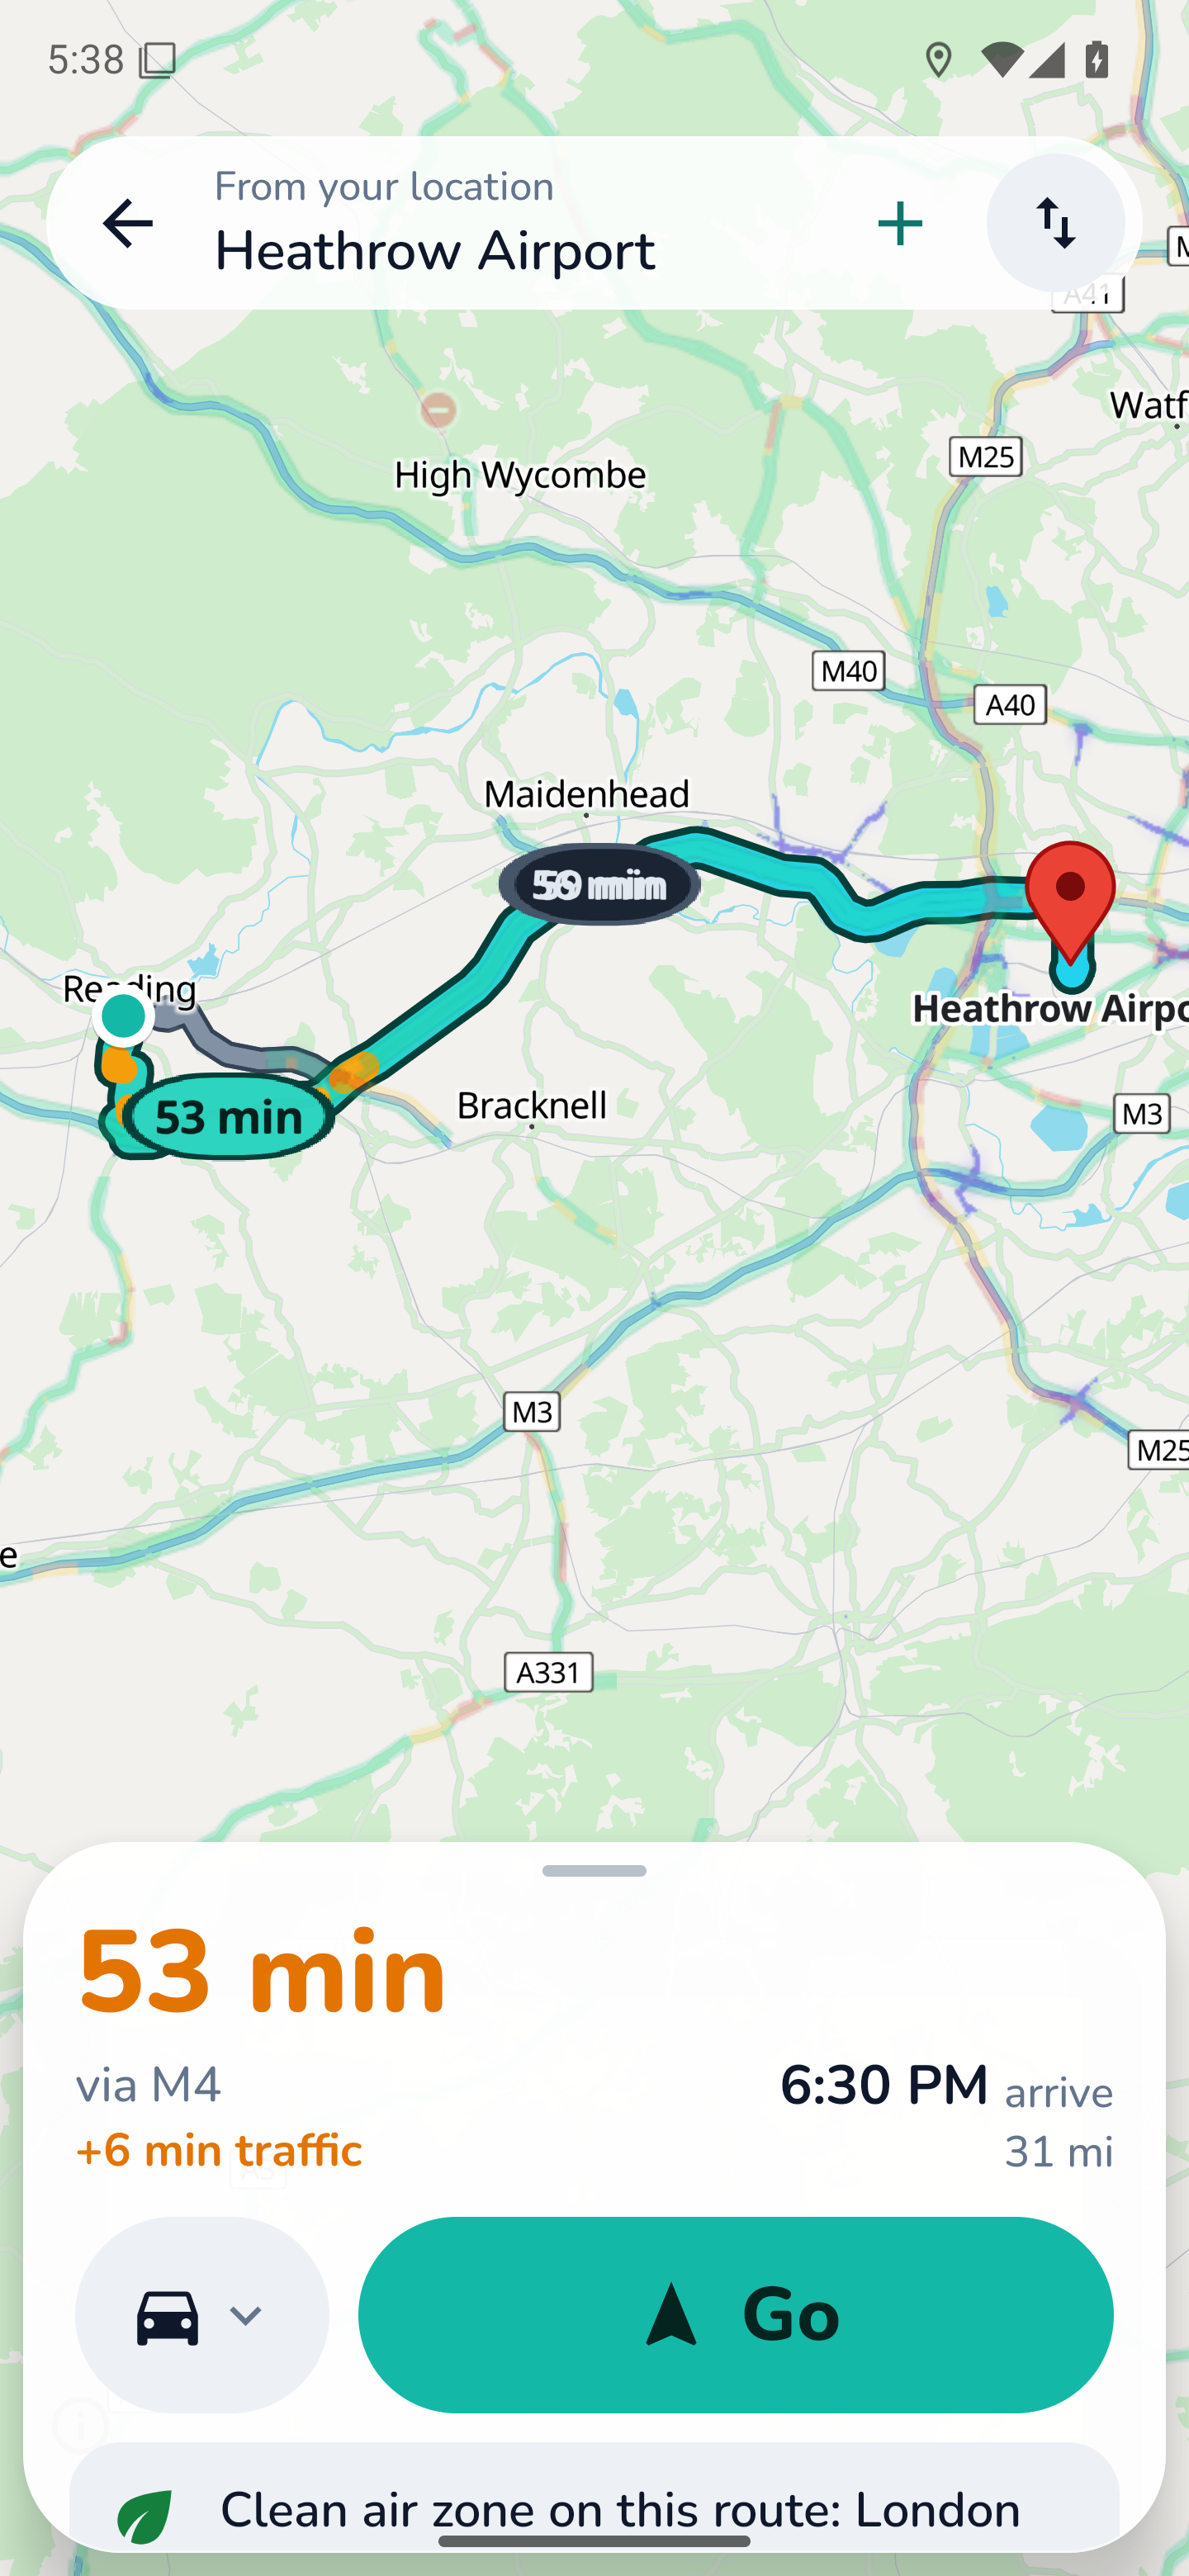 5:38
From your location
Heathrow Airport
A41
Watf
M25
High Wycombe
M40
A40
Maidenhead
Reading
Heathrow Airpo
53 min
Bracknell
M3
M3
M25
e
A331
53 min
via M4
6:30 PM arrive
+6 min traffic
31 mi
Go
Clean air zone on this route: London